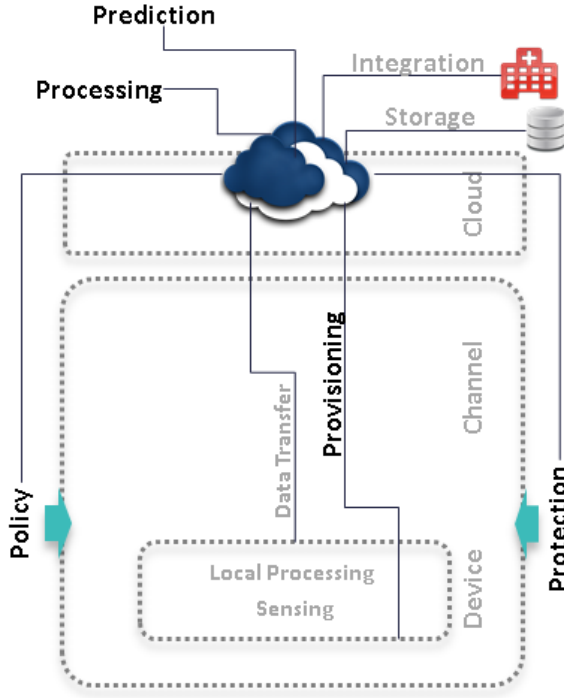 Prediction
Integration
Processing
Storage
Cloud
Provisioning
Channel
Data Transfer
Policy
Protection
Device
Local Processing
Sensing